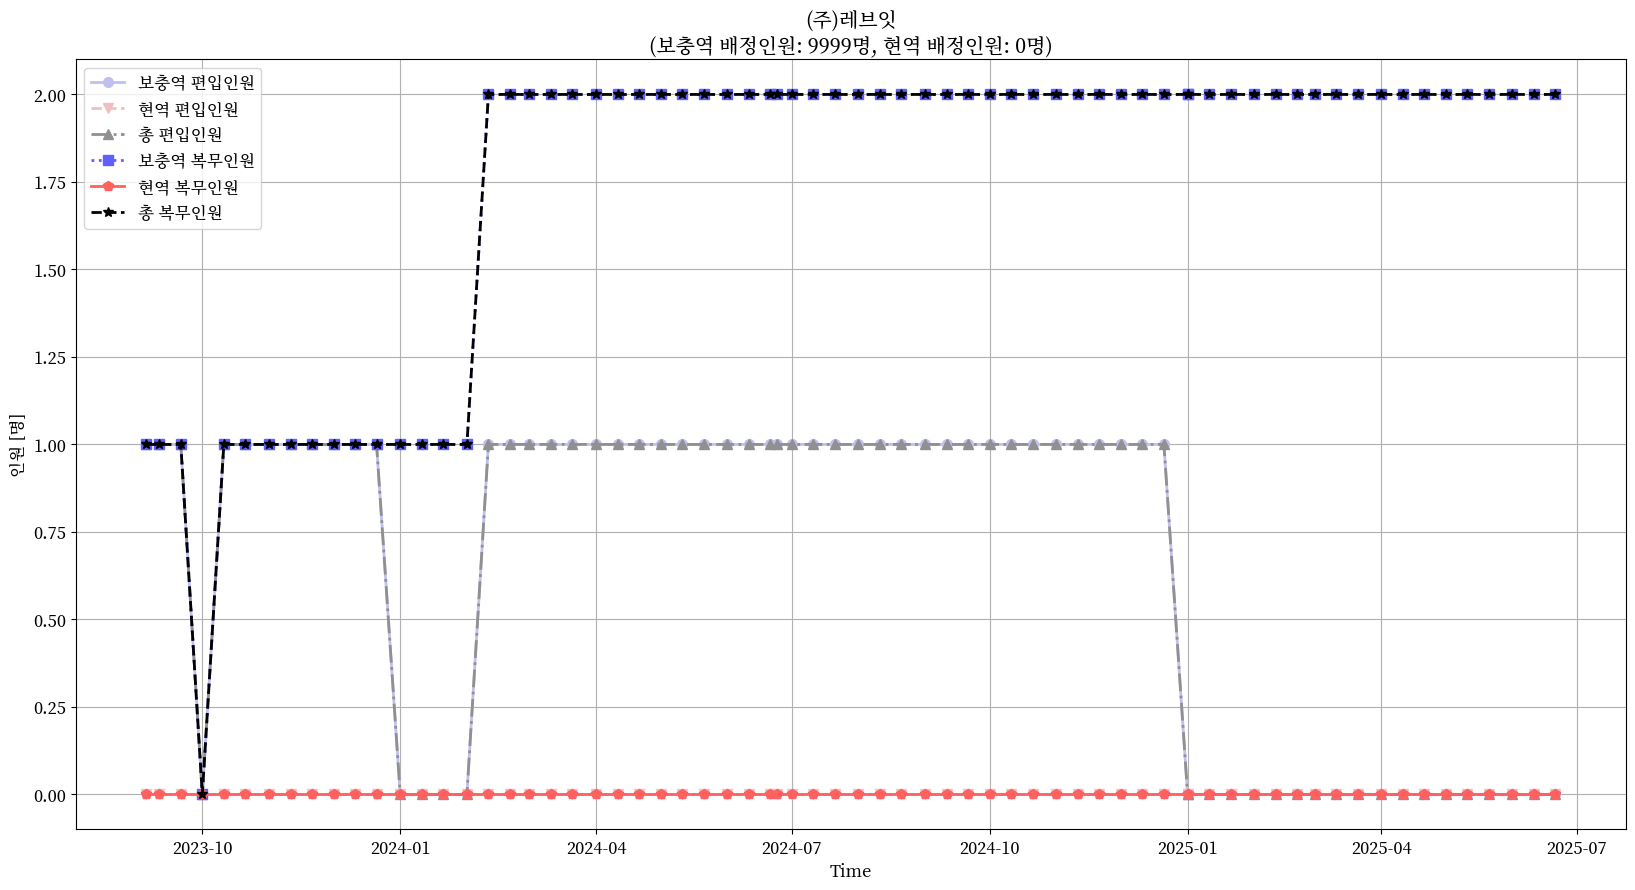 (주)레브잇
(보충역 배정인원: 9999명, 현역 배정인원: 0명)
보충역 편입인원
현역 편입인원
총 편입인원
보충역 복무인원
현역 복무인원
총 복무인원
인원 [명]
2.00
1.75
1.50
1.25
1.00
0.75
0.50
0.25
0.00
2023-10
2024-01
2024-04
2024-07
2024-10
2025-01
2025-04
2025-07
Time